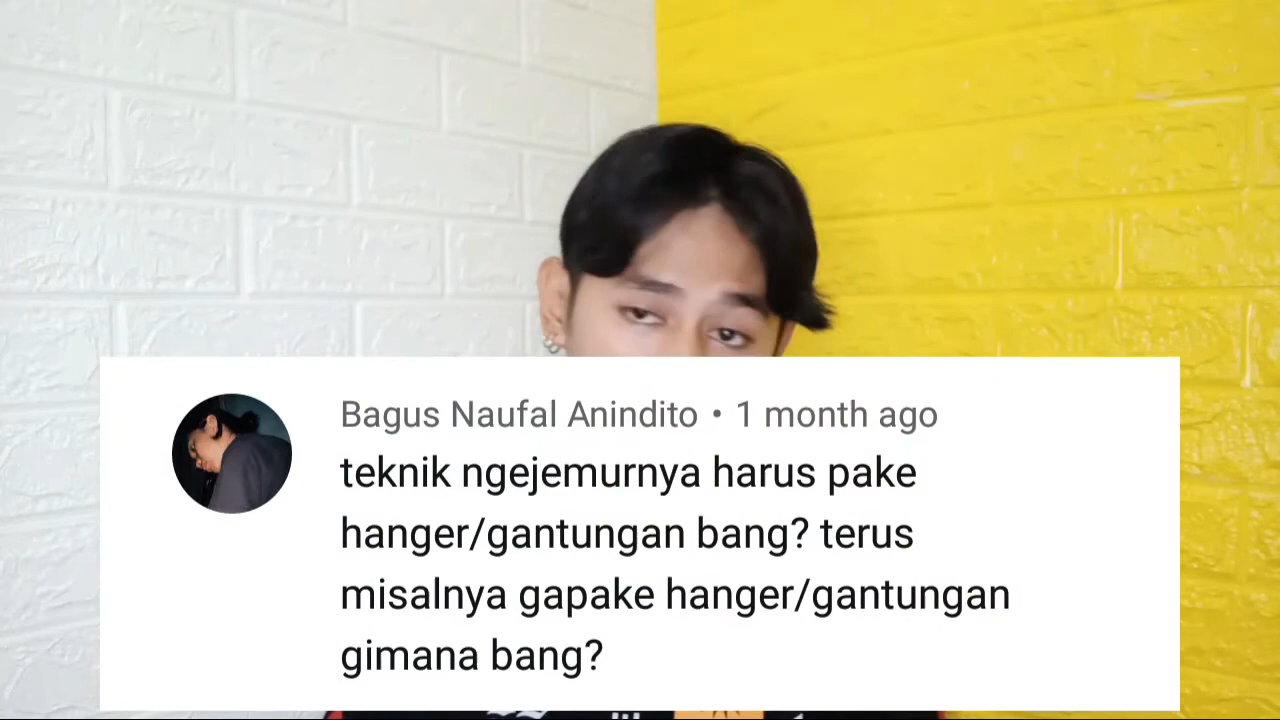 Bagus Naufal Anindito • 1 month ago
teknik ngejemurnya harus pake
hanger/gantungan bang? terus
misalnya gapake hanger/gantungan
gimana bang?